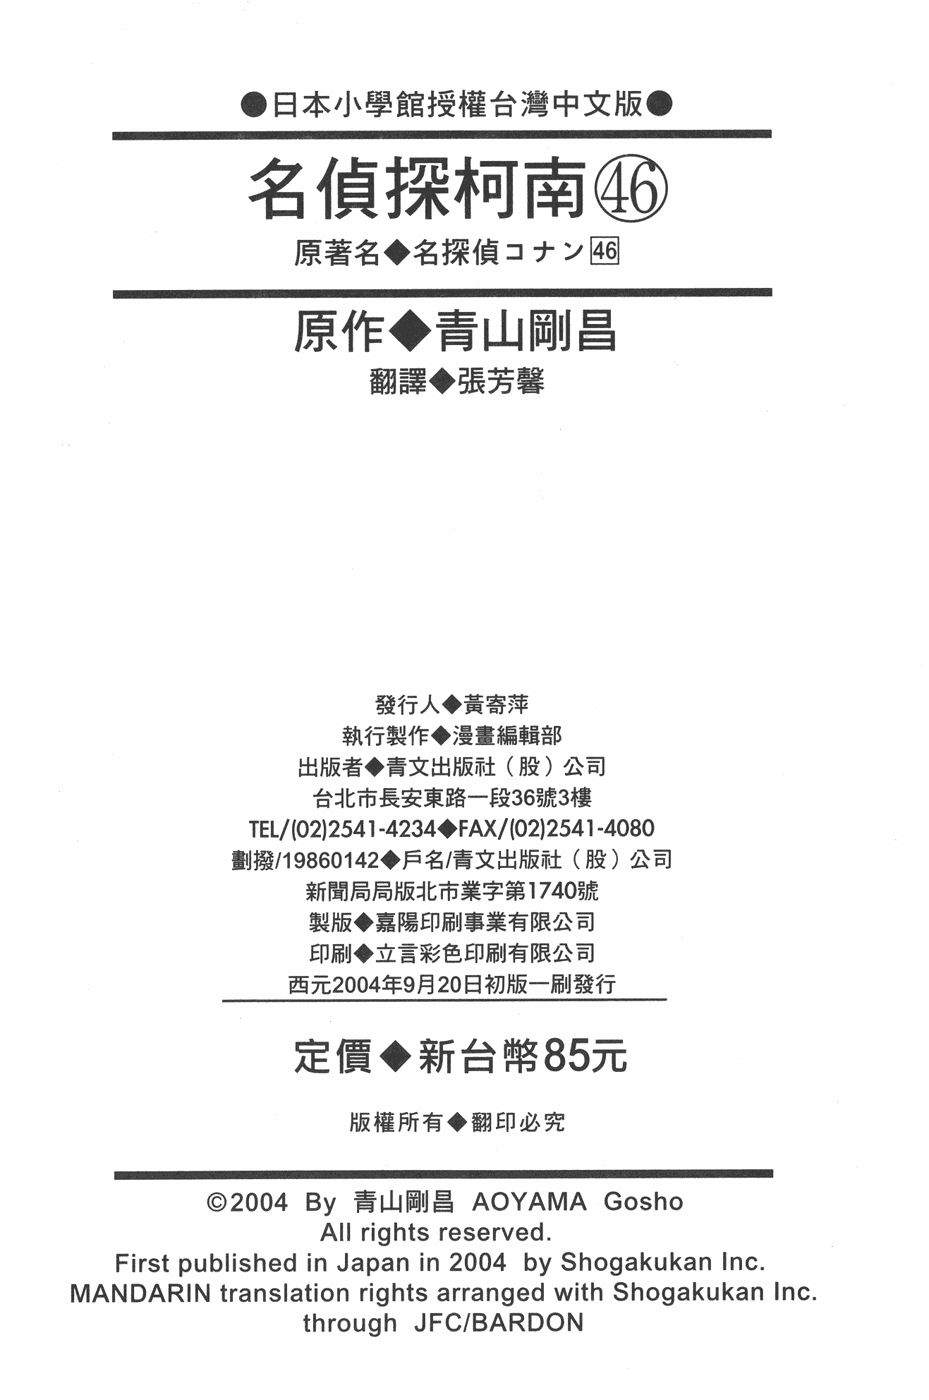 ●日本小學館授權台灣中文版●
名偵探柯南㊻
原著名◆名探偵コナン46
原作◆青山剛昌
翻譯◆張芳馨
發行人◆黃寄萍
執行製作◆漫畫編輯部
出版者◆青文出版社（股）公司
台北市長安東路一段36號3樓
TEL/(02)2541-4234◆FAX/(02)2541-4080
劃撥/19860142◆戶名/青文出版社（股）公司
新聞局局版北市業字第1740號
製版◆嘉陽印刷事業有限公司
印刷◆立言彩色印刷有限公司
西元2004年9月20日初版一刷發行
定價◆新台幣85元
版權所有◆翻印必究
©2004 By 青山剛昌 AOYAMA Gosho
All rights reserved.
First published in Japan in 2004 by Shogakukan Inc.
MANDARIN translation rights arranged with Shogakukan Inc.
through JFC/BARDON